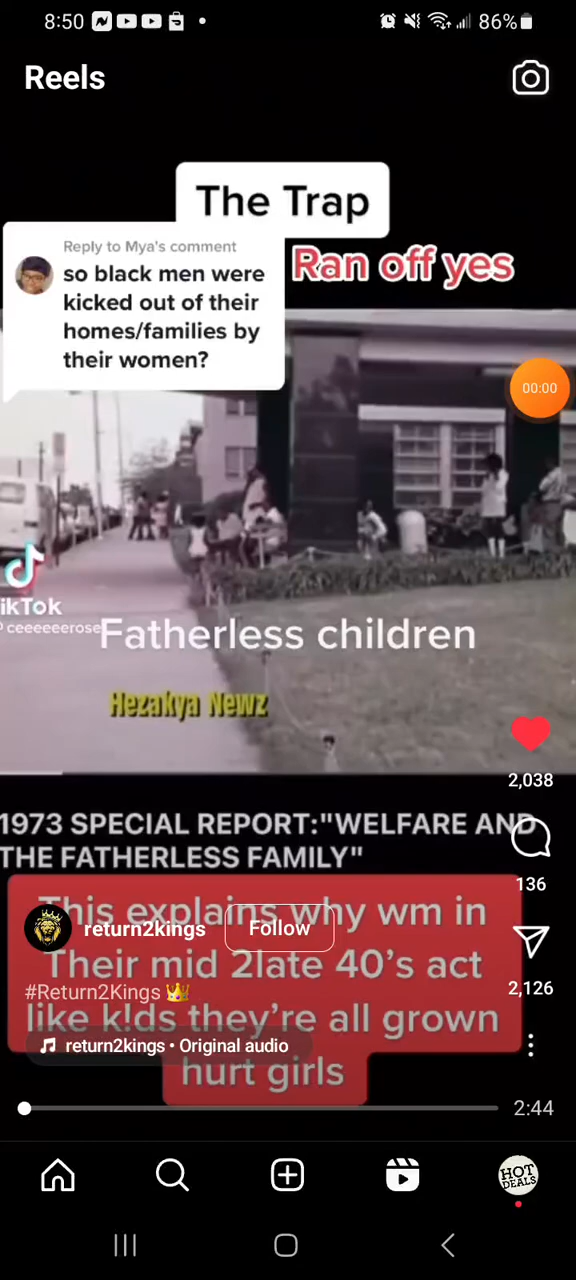 8:50
86%
Reels
The Trap
Reply to Mya's comment
so black men were
kicked out of their
homes/families by
their women?
Ran off yes
00:00
ikTok
ceeeeeerose
Fatherless children
Hezakya Newz
2,038
1973 SPECIAL REPORT:"WELFARE AND
THE FATHERLESS FAMILY"
136
This explains why wm in
return2kings
Follow
Their mid 2late 40's act
2,126
#Return2Kings 👑
like k!ds they're all grown
return2kings • Original audio
hurt girls
2:44
HOT
DEALS